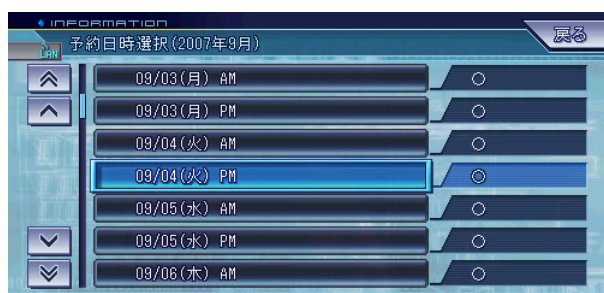 INFORMATION
LAN
予約日時選択(2007年9月)
戻る
09/03(月) AM ○
09/03(月) PM ○
09/04(火) AM ○
09/04(火) PM ○
09/05(水) AM ○
09/05(水) PM ○
09/06(木) AM ○